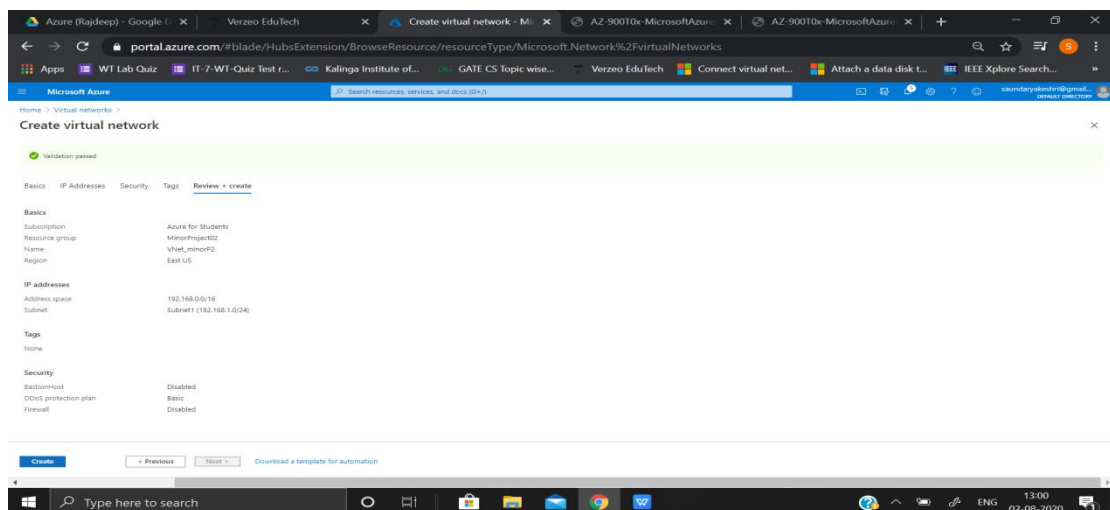 Azure (Rajdeep) - Google D
Verzeo EduTech
Create virtual network - Mic
AZ-900T0x-MicrosoftAzure
AZ-900T0x-MicrosoftAzure
portal.azure.com/#blade/HubsExtension/BrowseResource/resourceType/Microsoft.Network%2FvirtualNetworks
S
Apps
WT Lab Quiz
IT-7-WT-Quiz Test r...
Kalinga Institute of...
GATE CS Topic wise...
Verzeo EduTech
Connect virtual net...
Attach a data disk t...
IEEE
IEEE Xplore Search...
»
Microsoft Azure
Search resources, services, and docs (G+/)
saundaryakeshri@gmail...
DEFAULT DIRECTORY
Home > Virtual networks >
Create virtual network
Validation passed
Basics IP Addresses Security Tags Review + create
Basics
Subscription Azure for Students
Resource group MinorProject02
Name VNet_minorP2
Region East US
IP addresses
Address space 192.168.0.0/16
Subnet Subnet1 (192.168.1.0/24)
Tags
None
Security
BastionHost Disabled
DDoS protection plan Basic
Firewall Disabled
Create
< Previous
Next >
Download a template for automation
Type here to search
ENG
13:00
02-08-2020